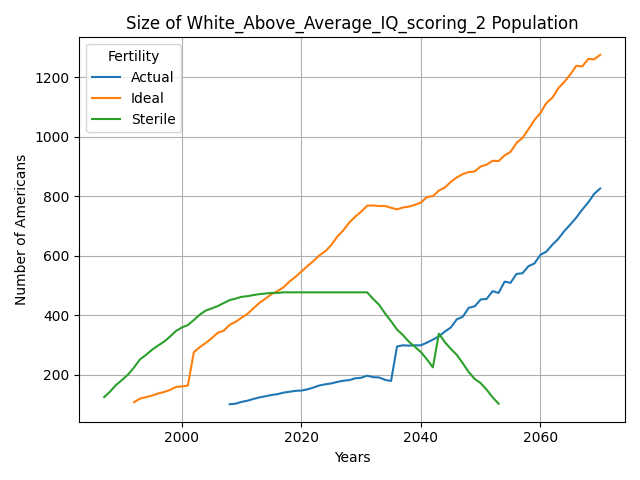 Size of White_Above_Average_IQ_scoring_2 Population
Fertility
Actual
Ideal
Sterile
Number of Americans
1200
1000
800
600
400
200
2000
2020
2040
2060
Years